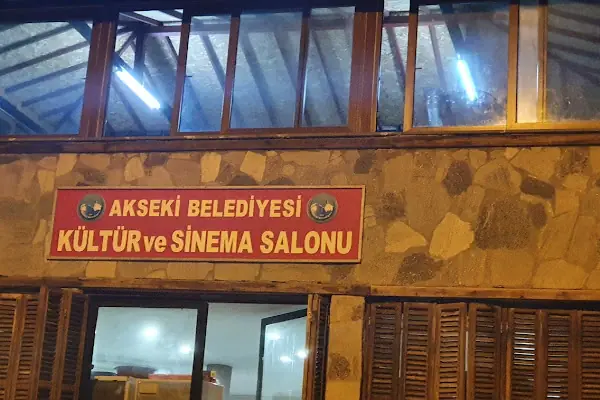 AKSEKİ BELEDİYESİ
KÜLTÜR ve SİNEMA SALONU